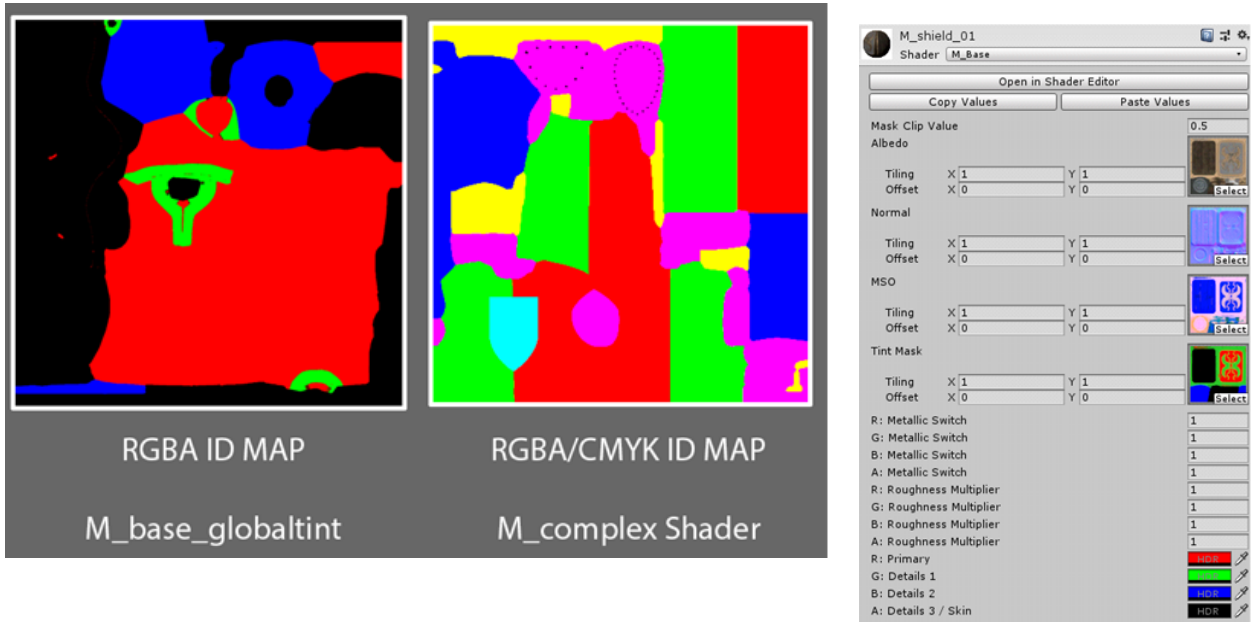 RGBA ID MAP
RGBA/CMYK ID MAP
M_base_globaltint
M_complex Shader
M_shield_01
Shader M_Base
Open in Shader Editor
Copy Values Paste Values
Mask Clip Value 0.5
Albedo
Tiling X 1 Y 1
Offset X 0 Y 0
Select
Normal
Tiling X 1 Y 1
Offset X 0 Y 0
Select
MSO
Tiling X 1 Y 1
Offset X 0 Y 0
Select
Tint Mask
Tiling X 1 Y 1
Offset X 0 Y 0
Select
R: Metallic Switch 1
G: Metallic Switch 1
B: Metallic Switch 1
A: Metallic Switch 1
R: Roughness Multiplier 1
G: Roughness Multiplier 1
B: Roughness Multiplier 1
A: Roughness Multiplier 1
R: Primary HDR
G: Details 1 HDR
B: Details 2 HDR
A: Details 3 / Skin HDR